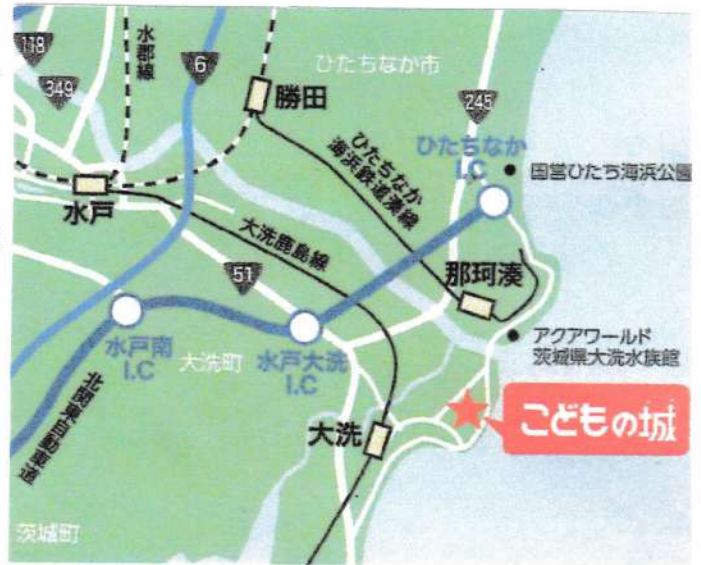 118
349
水郡線
6
ひたちなか市
勝田
245
ひたちなか
I.C
国営ひたち海浜公園
ひたちなか
海浜鉄道湊線
水戸
大洗鹿島線
51
那珂湊
水戸南
I.C
大洗町
水戸大洗
I.C
アクアワールド
茨城県大洗水族館
大洗
こどもの城
北関東自動車道
茨城町